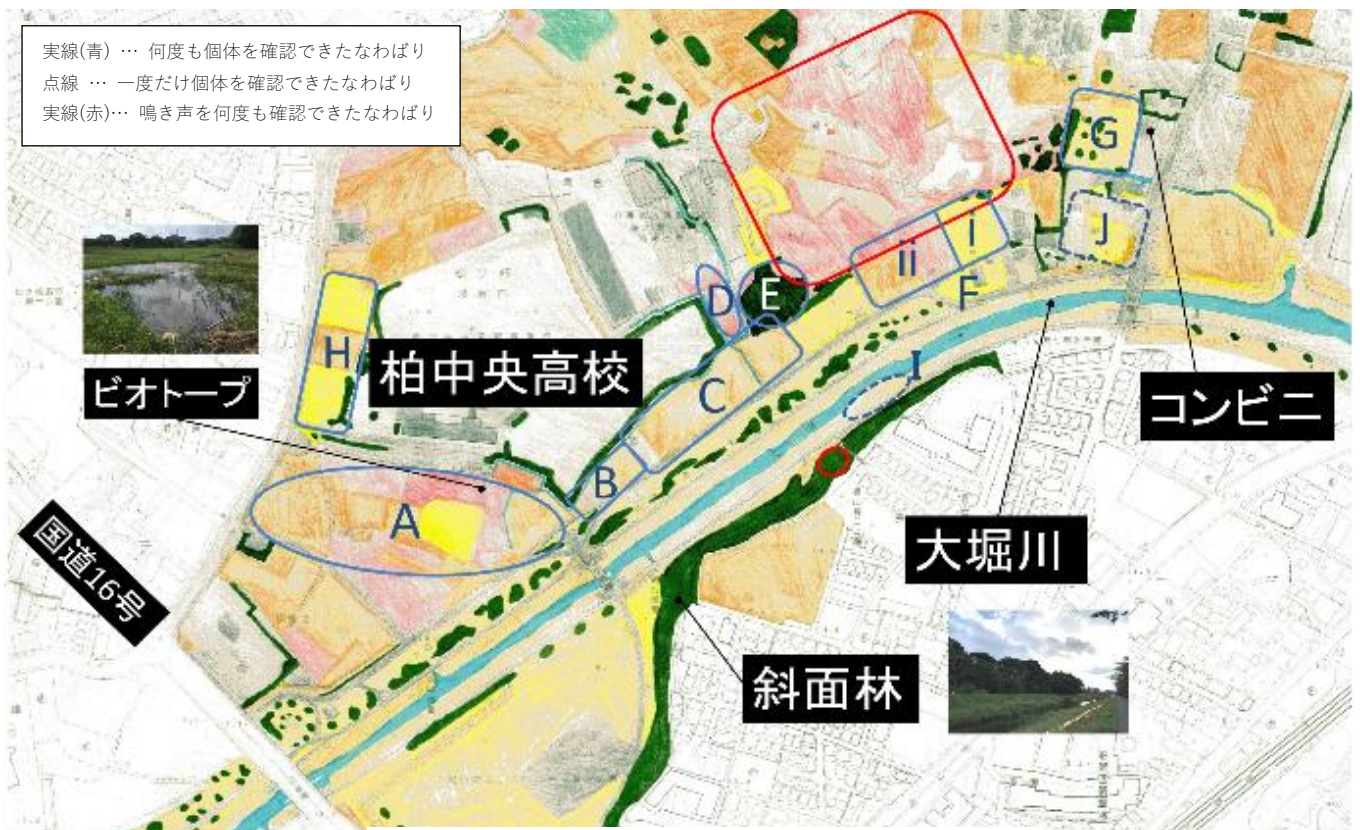 実線(青) … 何度も個体を確認できたなわばり
点線 … 一度だけ個体を確認できたなわばり
実線(赤)… 鳴き声を何度も確認できたなわばり
G
J
i
ii
F
E
D
C
I
H
柏中央高校
コンビニ
ビオトープ
B
A
大堀川
国道16号
斜面林